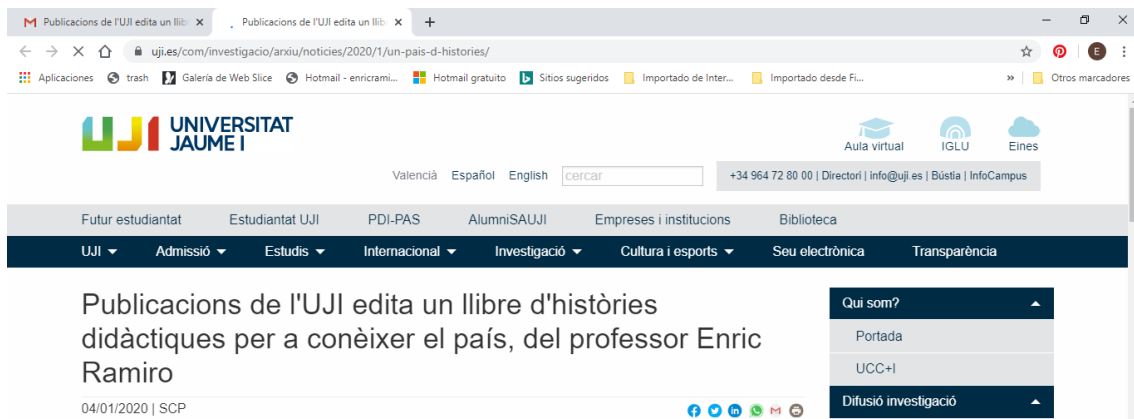 Publicacions de l'UJI edita un llib
Publicacions de l'UJI edita un llib
uji.es/com/investigacio/arxiu/noticies/2020/1/un-pais-d-histories/
E
Aplicaciones trash Galería de Web Slice Hotmail - enricrami... Hotmail gratuito Sitios sugeridos Importado de Inter... Importado desde Fi... » Otros marcadores
UNIVERSITAT
JAUME I
Aula virtual IGLU Eines
Valencià Español English cercar +34 964 72 80 00 | Directori | info@uji.es | Bústia | InfoCampus
Futur estudiantat Estudiantat UJI PDI-PAS AlumniSAUJI Empreses i institucions Biblioteca
UJI Admissió Estudis Internacional Investigació Cultura i esports Seu electrònica Transparència
Publicacions de l'UJI edita un llibre d'històries
didàctiques per a conèixer el país, del professor Enric
Ramiro
04/01/2020 | SCP
Qui som?
Portada
UCC+I
Difusió investigació